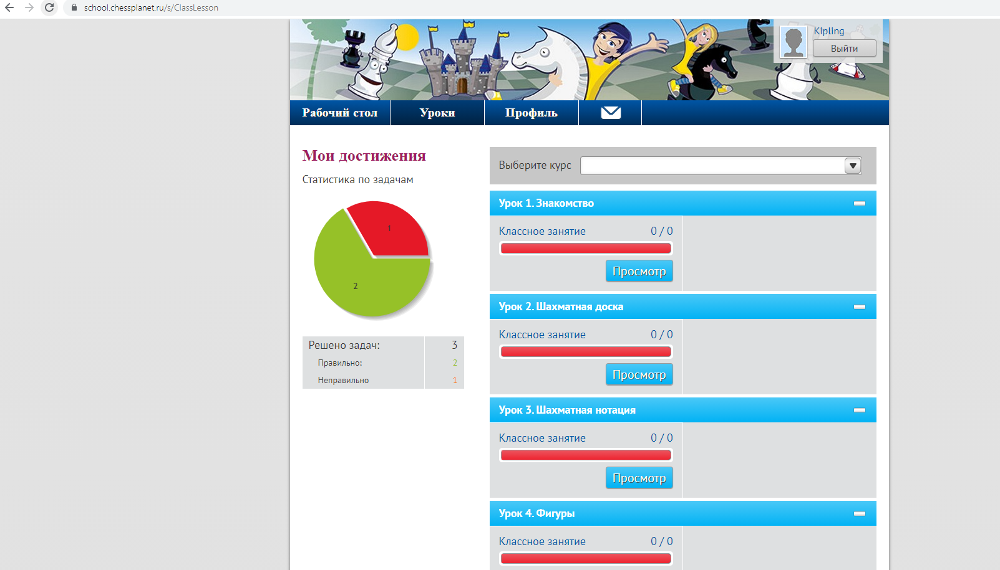 school.chessplanet.ru/s/ClassLesson
Kipling
Выйти
Рабочий стол
Уроки
Профиль
Мои достижения
Статистика по задачам
1
2
Решено задач: 3
Правильно: 2
Неправильно 1
Выберите курс
Урок 1. Знакомство
Классное занятие 0 / 0
Просмотр
Урок 2. Шахматная доска
Классное занятие 0 / 0
Просмотр
Урок 3. Шахматная нотация
Классное занятие 0 / 0
Просмотр
Урок 4. Фигуры
Классное занятие 0 / 0